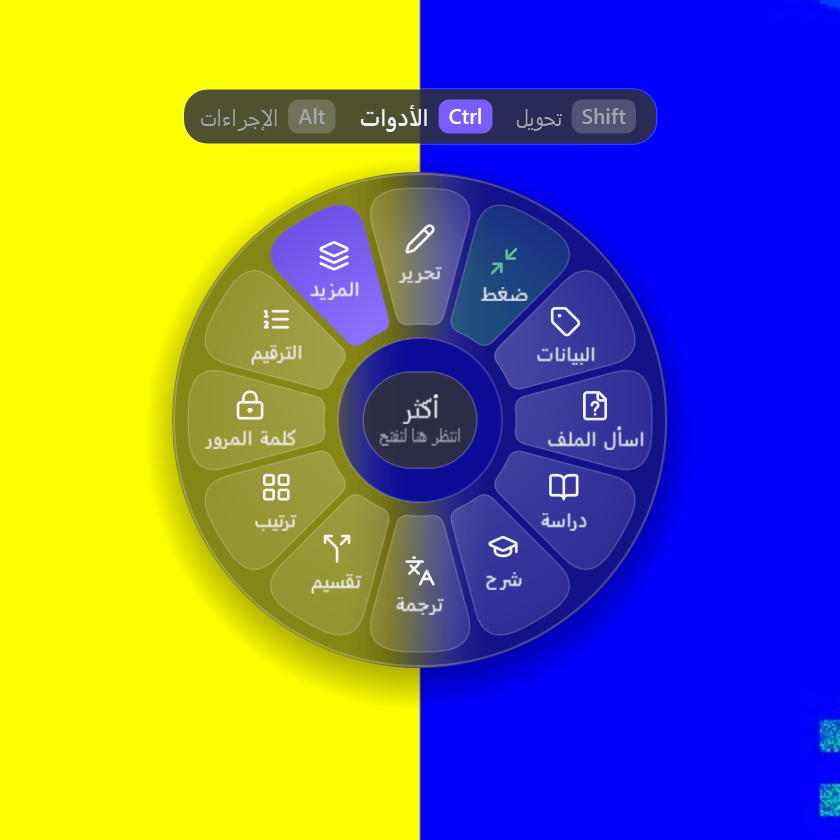 Shift تحويل
Ctrl الأدوات
Alt الإجراءات
تحرير
ضغط
البيانات
اسأل الملف
دراسة
شرح
ترجمة
تقسيم
ترتيب
كلمة المرور
الترقيم
المزيد
أكثر
انتظر هنا لتفتح